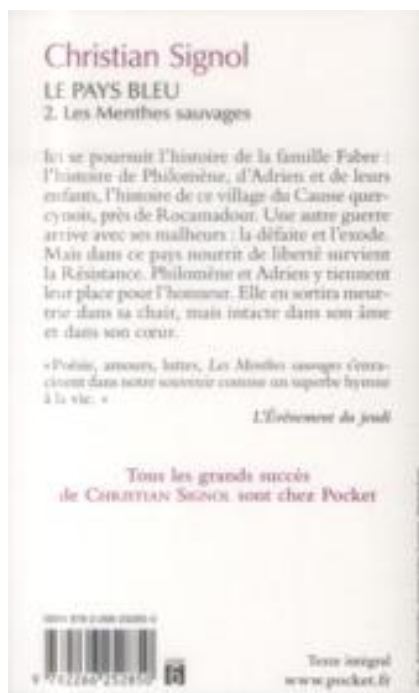 Christian Signol
LE PAYS BLEU
2. Les Menthes sauvages
Ici se poursuit l'histoire de la famille Fabre :
l'histoire de Philomène, d'Adrien et de leurs
enfants, l'histoire de ce village du Causse quer-
cynois, près de Rocamadour. Une autre guerre
arrive avec ses malheurs : la défaite et l'exode.
Mais dans ce pays nourrit de liberté survient
la Résistance. Philomène et Adrien y tiennent
leur place pour l'honneur. Elle en sortira meur-
trie dans sa chair, mais intacte dans son âme
et dans son cœur.
« Poésie, amours, luttes, Les Menthes sauvages s'enra-
cinent dans notre souvenir comme un superbe hymne
à la vie. »
L'Événement du jeudi
Tous les grands succès
de CHRISTIAN SIGNOL sont chez Pocket
9 782266 252850
Texte intégral
www.pocket.fr